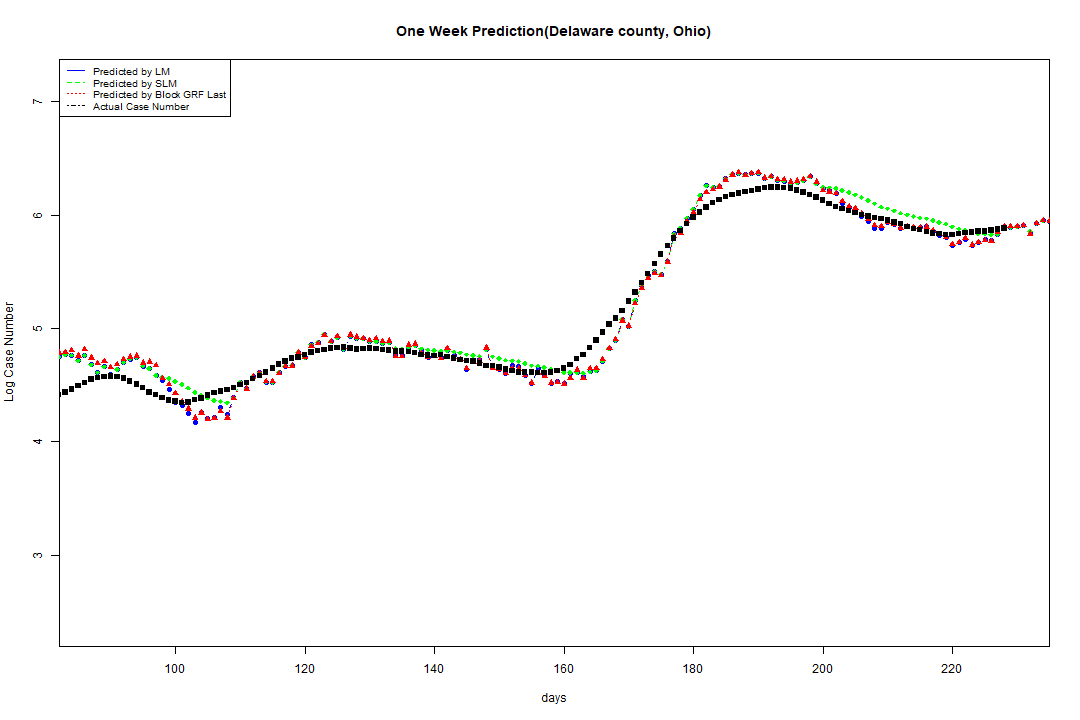 One Week Prediction(Delaware county, Ohio)
Predicted by LM
Predicted by SLM
Predicted by Block GRF Last
Actual Case Number
7
6
5
4
3
Log Case Number
100 120 140 160 180 200 220
days